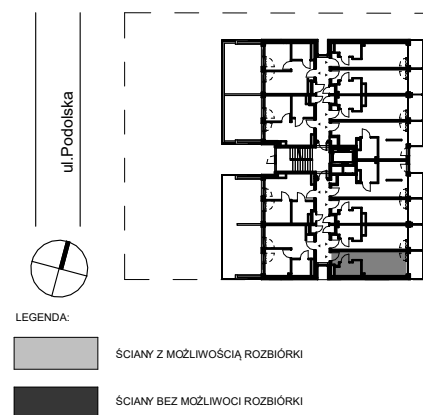 ul.Podolska
LEGENDA:
ŚCIANY Z MOŻLIWOŚCIĄ ROZBIÓRKI
ŚCIANY BEZ MOŻLIWOCI ROZBIÓRKI